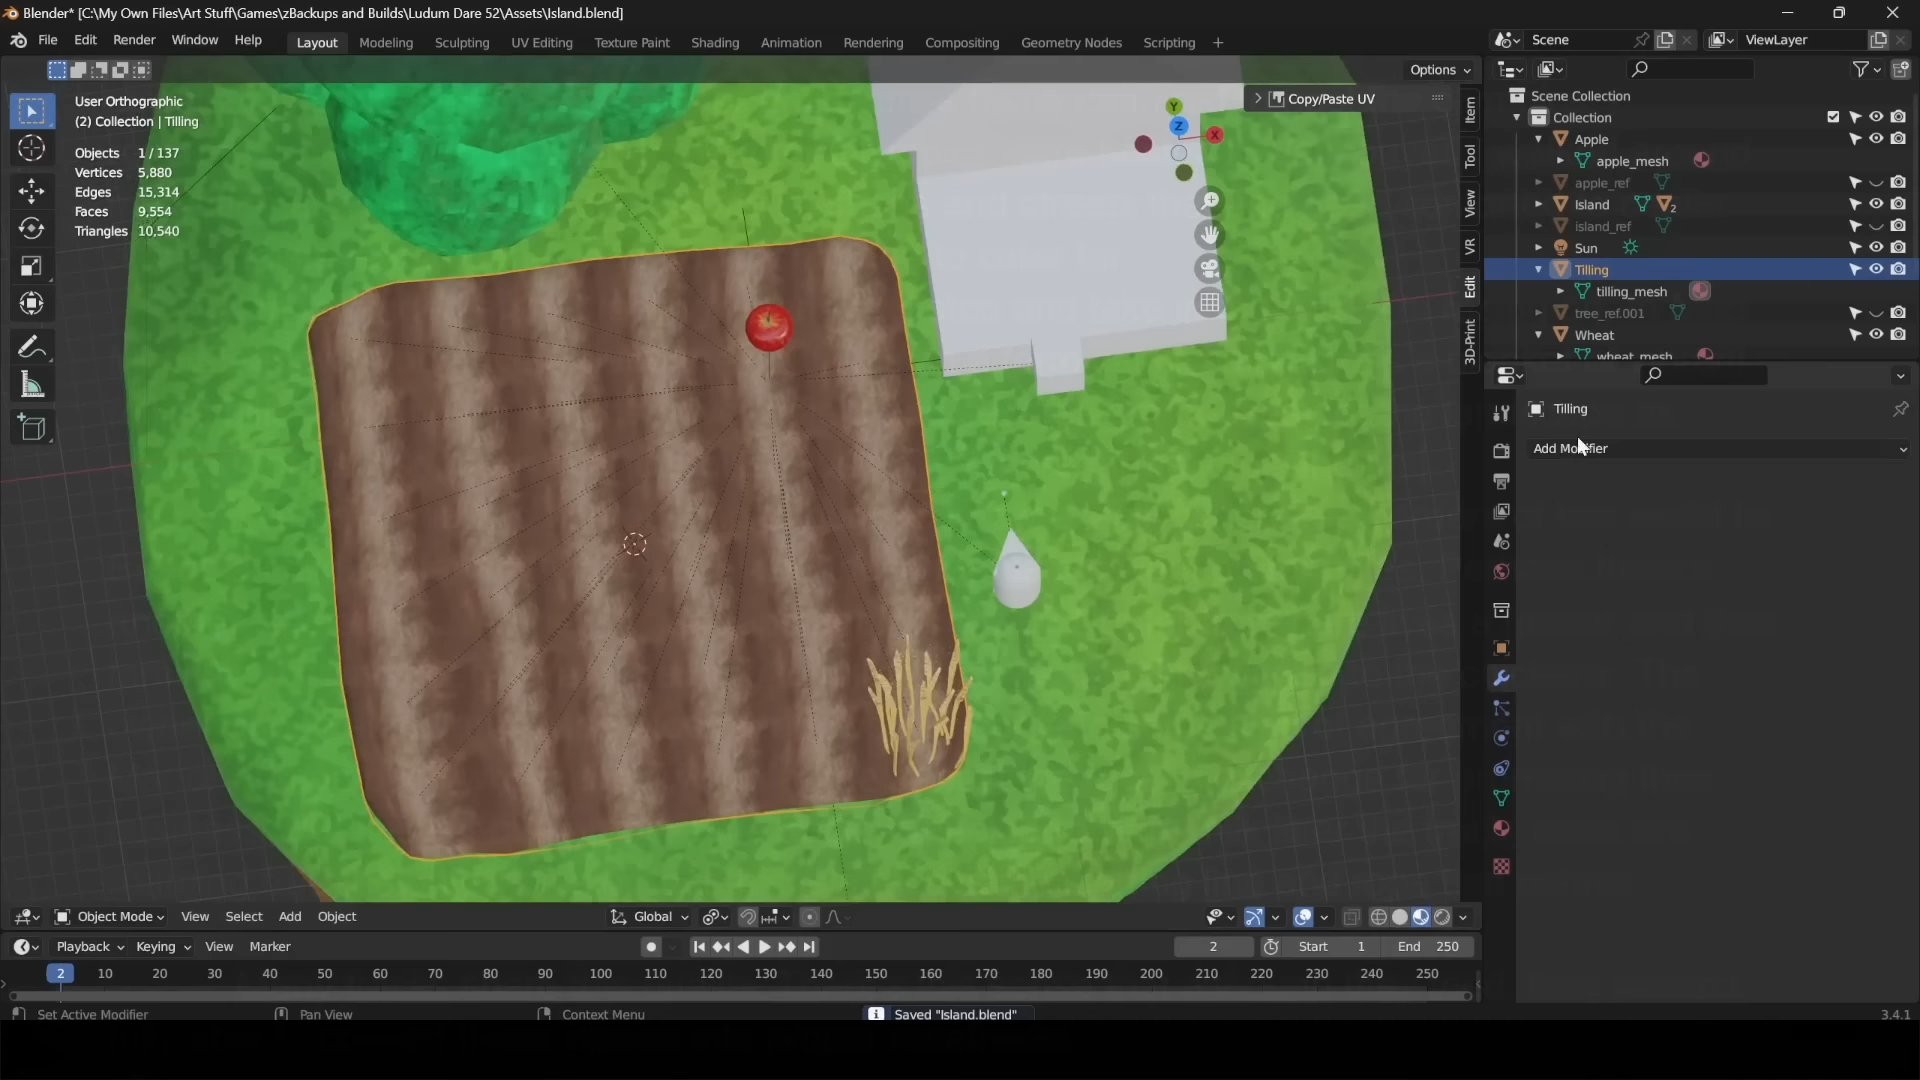 Blender* [C:\My Own Files\Art Stuff\Games\zBackups and Builds\Ludum Dare 52\Assets\Island.blend]
File Edit Render Window Help Layout Modeling Sculpting UV Editing Texture Paint Shading Animation Rendering Compositing Geometry Nodes Scripting + Scene ViewLayer
Options
User Orthographic
(2) Collection | Tilling
Objects 1 / 137
Vertices 5,880
Edges 15,314
Faces 9,554
Triangles 10,540
Copy/Paste UV
Y
Z
X
Item
Tool
View
VR
Edit
3D-Print
Scene Collection
Collection
Apple
apple_mesh
apple_ref
Island 2
island_ref
Sun
Tilling
tilling_mesh
tree_ref.001
Wheat
wheat_mesh
Tilling
Add Modifier
Object Mode View Select Add Object Global
Playback Keying View Marker 2 Start 1 End 250
2 10 20 30 40 50 60 70 80 90 100 110 120 130 140 150 160 170 180 190 200 210 220 230 240 250
Set Active Modifier Pan View Context Menu Saved "Island.blend" 3.4.1